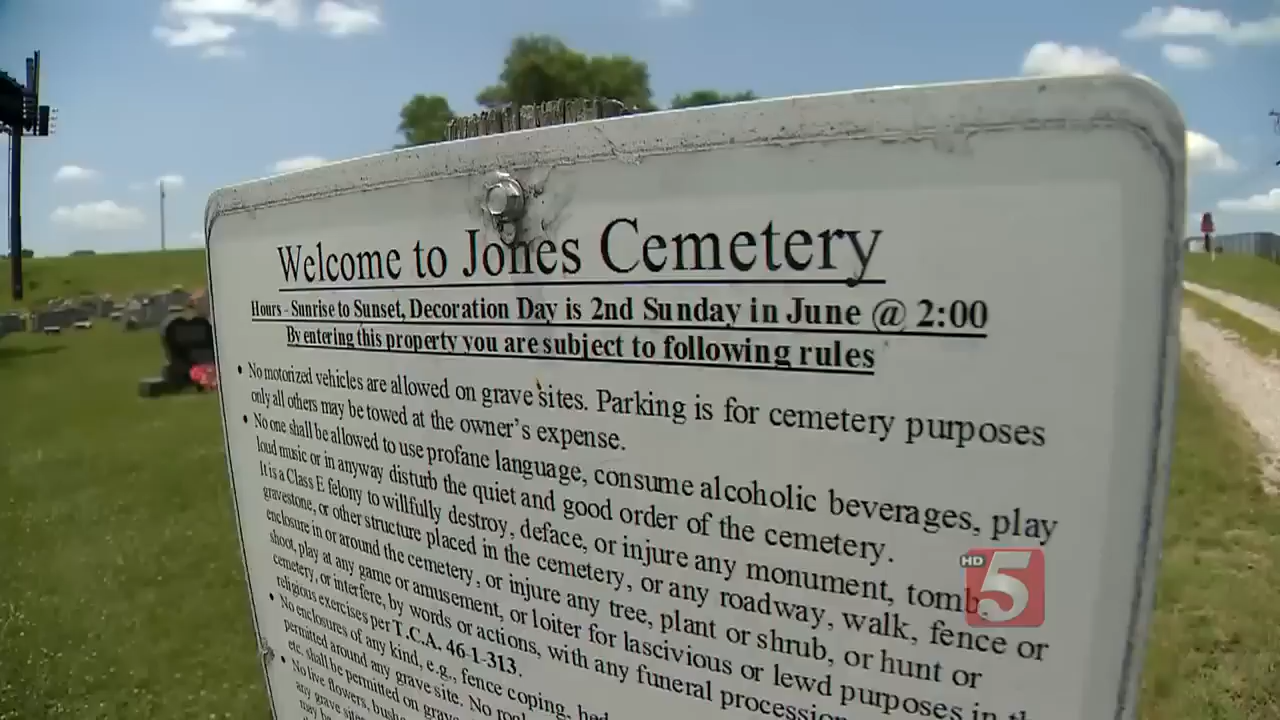 Welcome to Jones Cemetery
Hours - Sunrise to Sunset, Decoration Day is 2nd Sunday in June @ 2:00
By entering this property you are subject to following rules
• No motorized vehicles are allowed on grave sites. Parking is for cemetery purposes
only all others may be towed at the owner's expense.
• No one shall be allowed to use profane language, consume alcoholic beverages, play
loud music or in anyway disturb the quiet and good order of the cemetery.
It is a Class E felony to willfully destroy, deface, or injure any monument, tomb,
gravestone, or other structure placed in the cemetery, or any roadway, walk, fence or
enclosure in or around the cemetery, or injure any tree, plant or shrub, or hunt or
shoot, play at any game or amusement, or loiter for lascivious or lewd purposes in
cemetery, or interfere, by words or actions, with any funeral procession
religious exercises per T.C.A. 46-1-313.
• No enclosures of any kind, e.g., fence coping,
permitted around any grave site. No
etc. shall be permitted on
• No live flowers,
any grave
HD 5